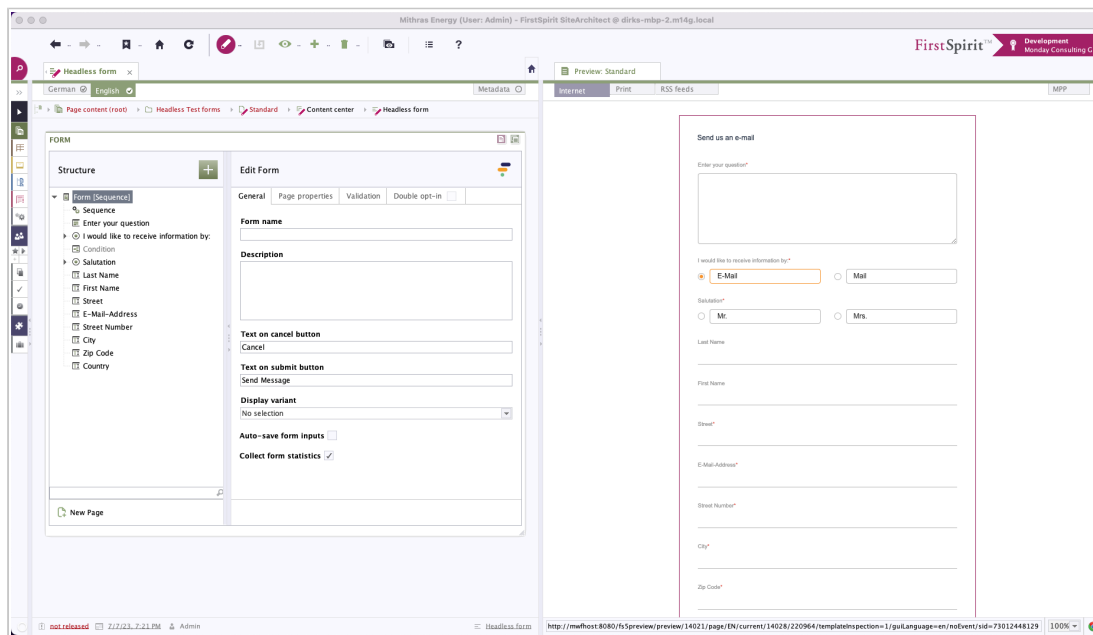 Mithras Energy (User: Admin) - FirstSpirit SiteArchitect @ dirks-mbp-2.m14g.local
FirstSpirit™
Development
Monday Consulting G
Headless form x
German
English
Metadata
Page content (root)
Headless Test forms
Standard
Content center
Headless form
FORM
Structure
Form [Sequence]
Sequence
Enter your question
I would like to receive information by:
Condition
Salutation
Last Name
First Name
Street
E-Mail-Address
Street Number
City
Zip Code
Country
New Page
Edit Form
General
Page properties
Validation
Double opt-in
Form name
Description
Text on cancel button
Cancel
Text on submit button
Send Message
Display variant
No selection
Auto-save form inputs
Collect form statistics
not released
7/7/23, 7:21 PM
Admin
Headless form
Preview: Standard
Internet
Print
RSS feeds
MPP
Send us an e-mail
Enter your question*
I would like to receive information by:*
E-Mail
Mail
Salutation*
Mr.
Mrs.
Last Name
First Name
Street*
E-Mail-Address*
Street Number*
City*
Zip Code*
http://mwfhost:8080/fs5preview/preview/14021/page/EN/current/14028/220964/templateInspection=1/guiLanguage=en/noEvent/sid=73012448129
100%